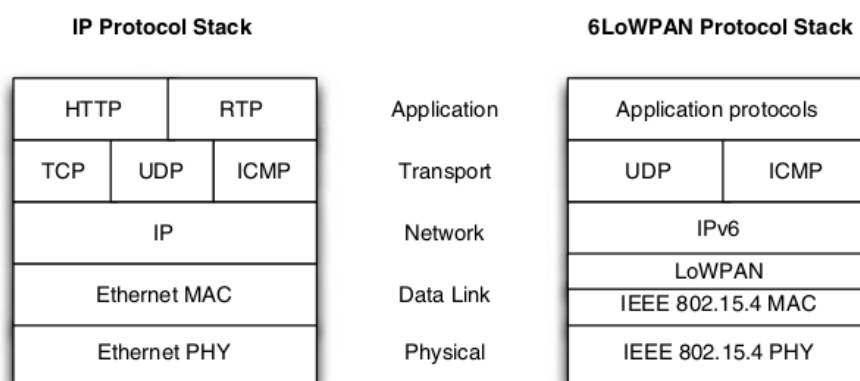 IP Protocol Stack 6LoWPAN Protocol Stack
HTTP RTP Application Application protocols
TCP UDP ICMP Transport UDP ICMP
IP Network IPv6
LoWPAN
Ethernet MAC Data Link IEEE 802.15.4 MAC
Ethernet PHY Physical IEEE 802.15.4 PHY